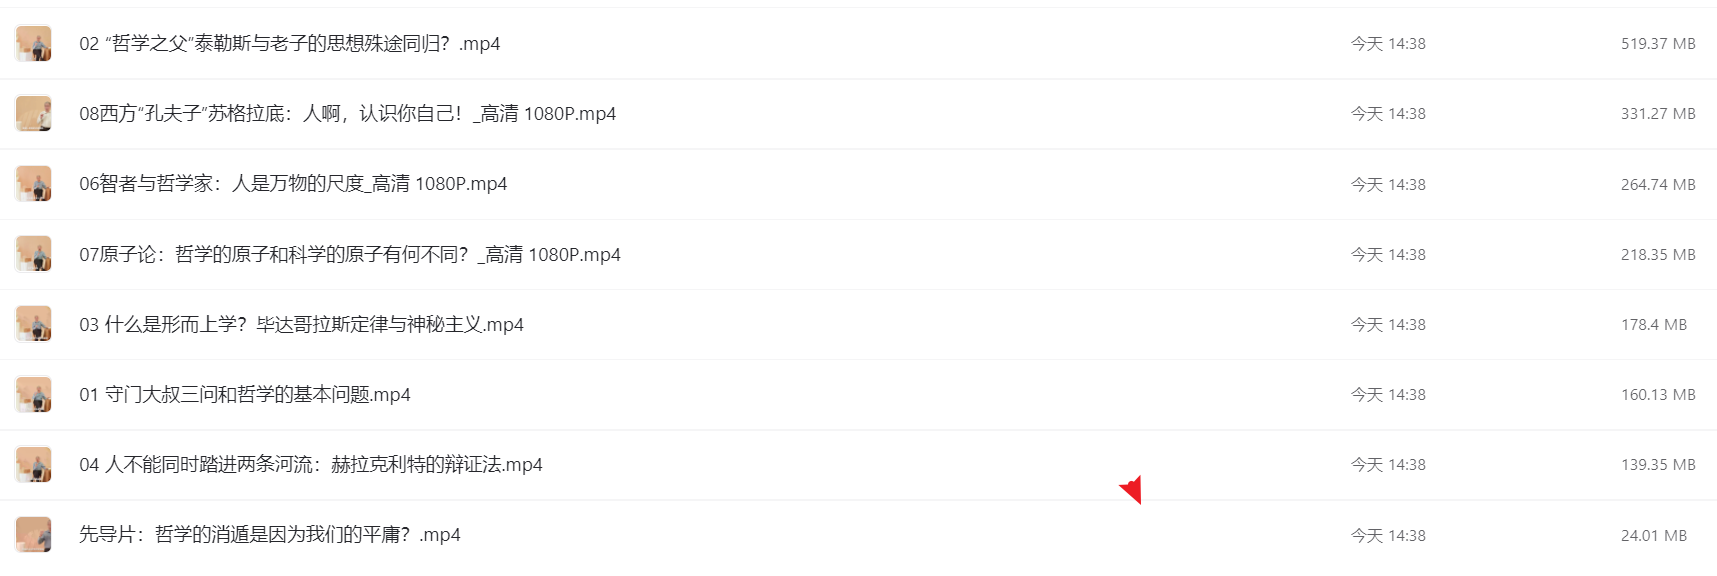 02 “哲学之父”泰勒斯与老子的思想殊途同归？.mp4 今天 14:38 519.37 MB
08西方“孔夫子”苏格拉底：人啊，认识你自己！_高清 1080P.mp4 今天 14:38 331.27 MB
06智者与哲学家：人是万物的尺度_高清 1080P.mp4 今天 14:38 264.74 MB
07原子论：哲学的原子和科学的原子有何不同？_高清 1080P.mp4 今天 14:38 218.35 MB
03 什么是形而上学？毕达哥拉斯定律与神秘主义.mp4 今天 14:38 178.4 MB
01 守门大叔三问和哲学的基本问题.mp4 今天 14:38 160.13 MB
04 人不能同时踏进两条河流：赫拉克利特的辩证法.mp4 今天 14:38 139.35 MB
先导片：哲学的消遁是因为我们的平庸？.mp4 今天 14:38 24.01 MB